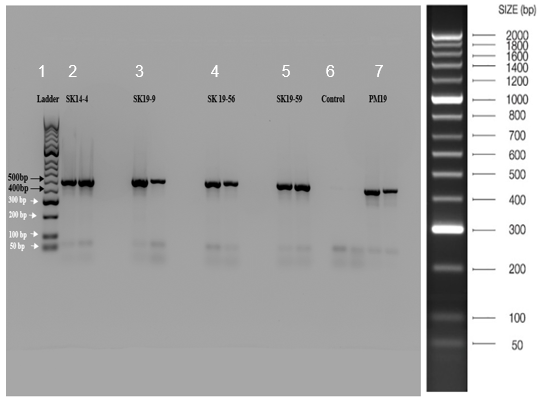 SIZE (bp)
1 2 3 4 5 6 7
Ladder SK14-4 SK19-9 SK 19-56 SK19-59 Control PM19
500bp
400bp
300 bp
200 bp
100 bp
50 bp
2000
1800
1600
1400
1200
1000
800
700
600
500
400
300
200
100
50